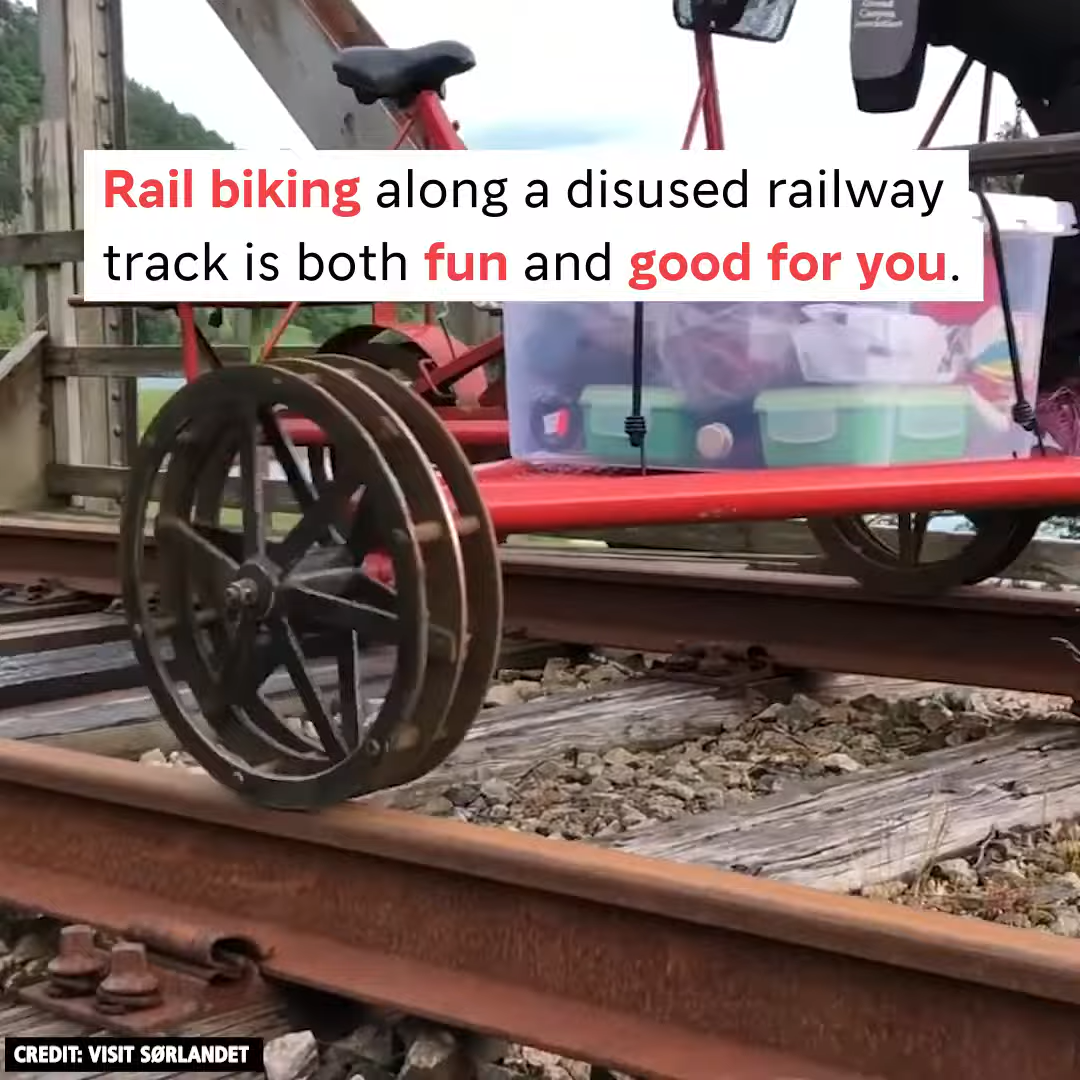 Rail biking along a disused railway
track is both fun and good for you.
CREDIT: VISIT SØRLANDET